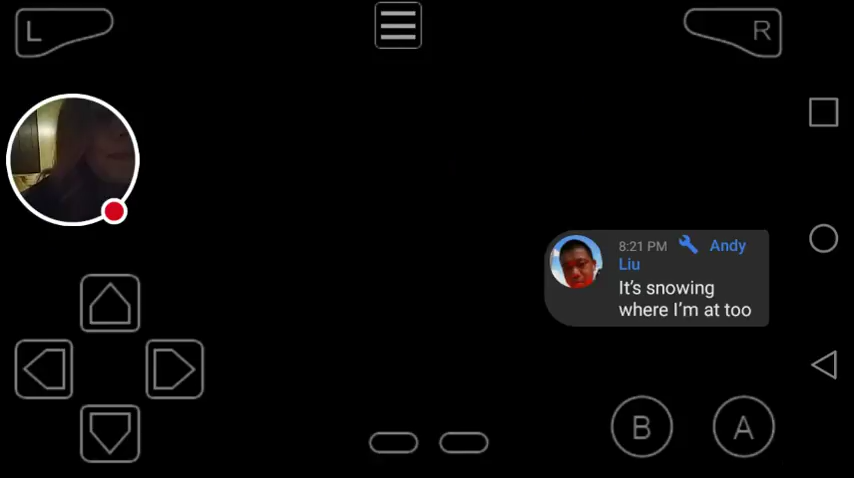 L
R
8:21 PM Andy
Liu
It's snowing
where I'm at too
B
A